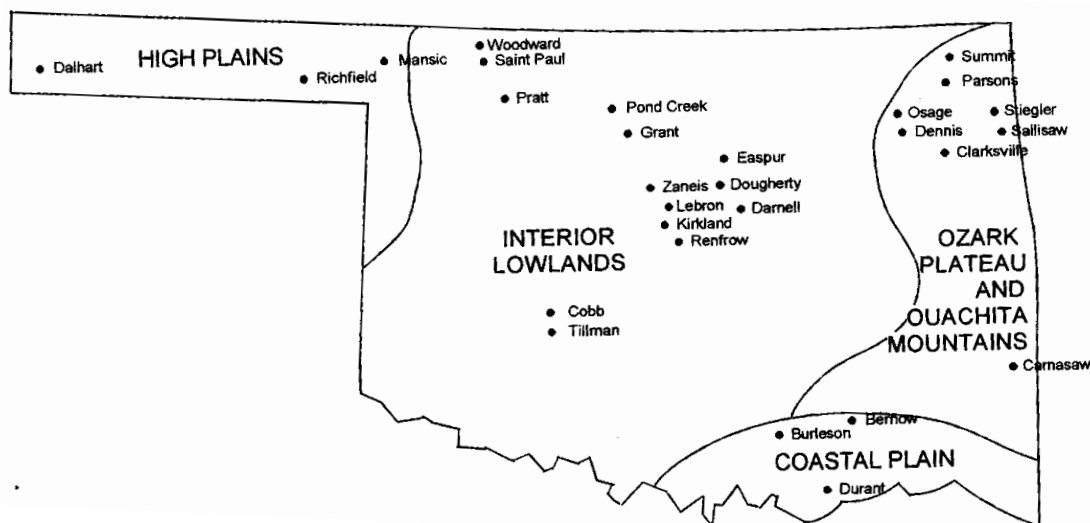 HIGH PLAINS
Dalhart
Richfield
Mansic
Woodward
Saint Paul
Pratt
Pond Creek
Grant
Easpur
Zaneis
Dougherty
Lebron
Darnell
Kirkland
Renfrow
INTERIOR
LOWLANDS
Cobb
Tillman
Summit
Parsons
Osage
Stiegler
Dennis
Sallisaw
Clarksville
OZARK
PLATEAU
AND
OUACHITA
MOUNTAINS
Carnasaw
Bernow
Burleson
COASTAL PLAIN
Durant